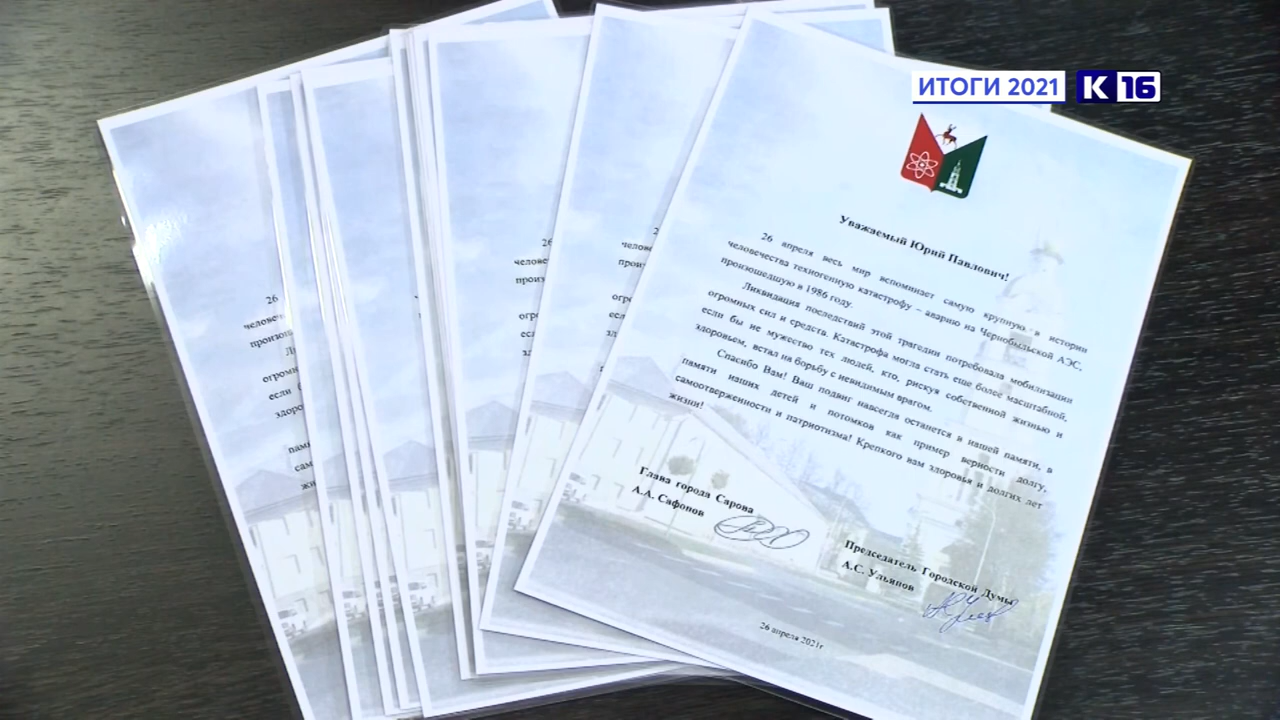 ИТОГИ 2021 К 16
Уважаемый Юрий Павлович!
26 апреля весь мир вспоминает самую крупную в истории
человечества техногенную катастрофу – аварию на Чернобыльской АЭС,
произошедшую в 1986 году.
Ликвидация последствий этой трагедии потребовала мобилизации
огромных сил и средств. Катастрофа могла стать еще более масштабной,
если бы не мужество тех людей, кто, рискуя собственной жизнью и
здоровьем, встал на борьбу с невидимым врагом.
Спасибо Вам! Ваш подвиг навсегда останется в нашей памяти, в
памяти наших детей и потомков как пример верности долгу,
самоотверженности и патриотизма! Крепкого вам здоровья и долгих лет
жизни!
Глава города Сарова
А.А. Сафонов
Председатель Городской Думы
А.С. Ульянов
26 апреля 2021г